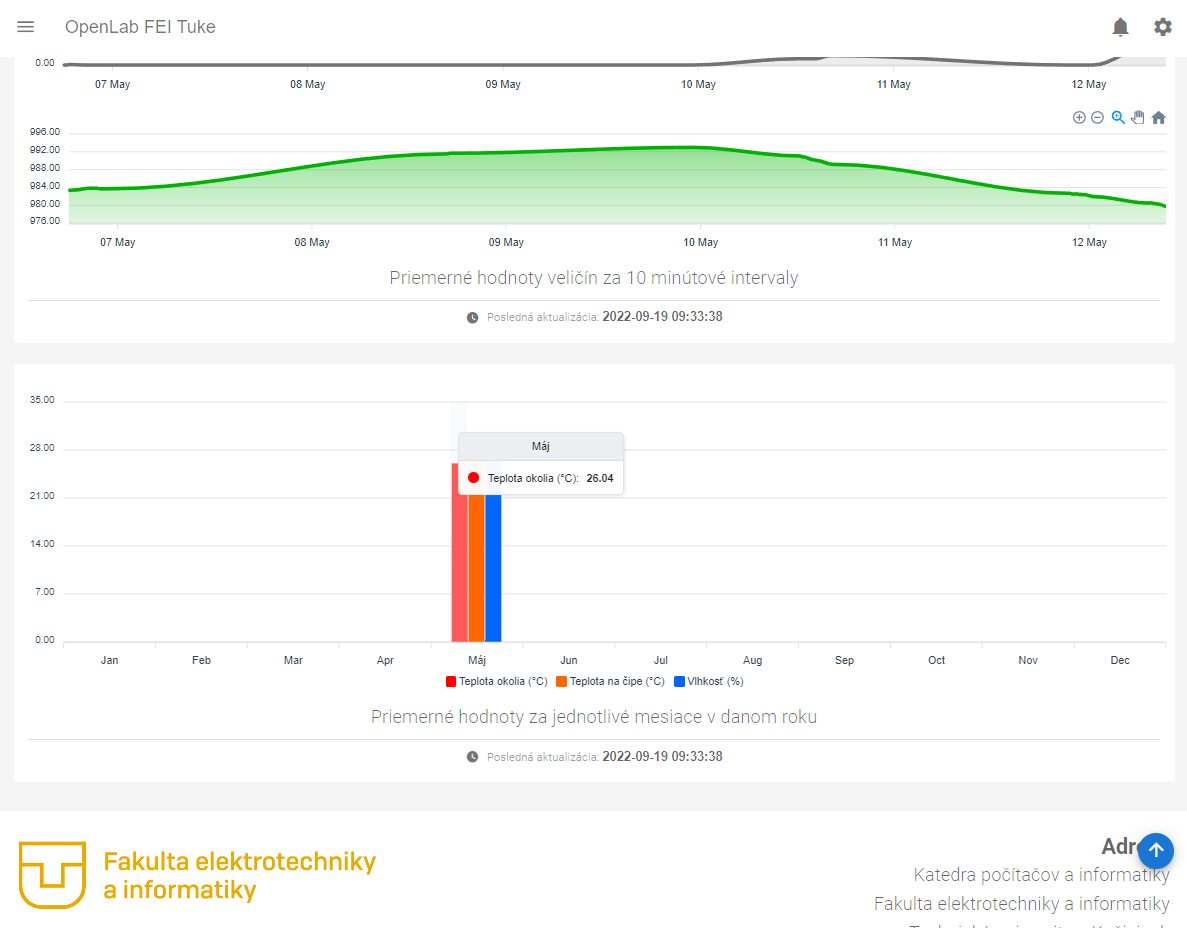 OpenLab FEI Tuke
0.00
07 May 08 May 09 May 10 May 11 May 12 May
996.00
992.00
988.00
984.00
980.00
976.00
07 May 08 May 09 May 10 May 11 May 12 May
Priemerné hodnoty veličín za 10 minútové intervaly
Posledná aktualizácia: 2022-09-19 09:33:38
35.00
28.00
21.00
14.00
7.00
0.00
Máj
Teplota okolia (°C): 26.04
Jan Feb Mar Apr Máj Jun Jul Aug Sep Oct Nov Dec
Teplota okolia (°C) Teplota na čipe (°C) Vlhkosť (%)
Priemerné hodnoty za jednotlivé mesiace v danom roku
Posledná aktualizácia: 2022-09-19 09:33:38
Fakulta elektrotechniky
a informatiky
Katedra počítačov a informatiky
Fakulta elektrotechniky a informatiky